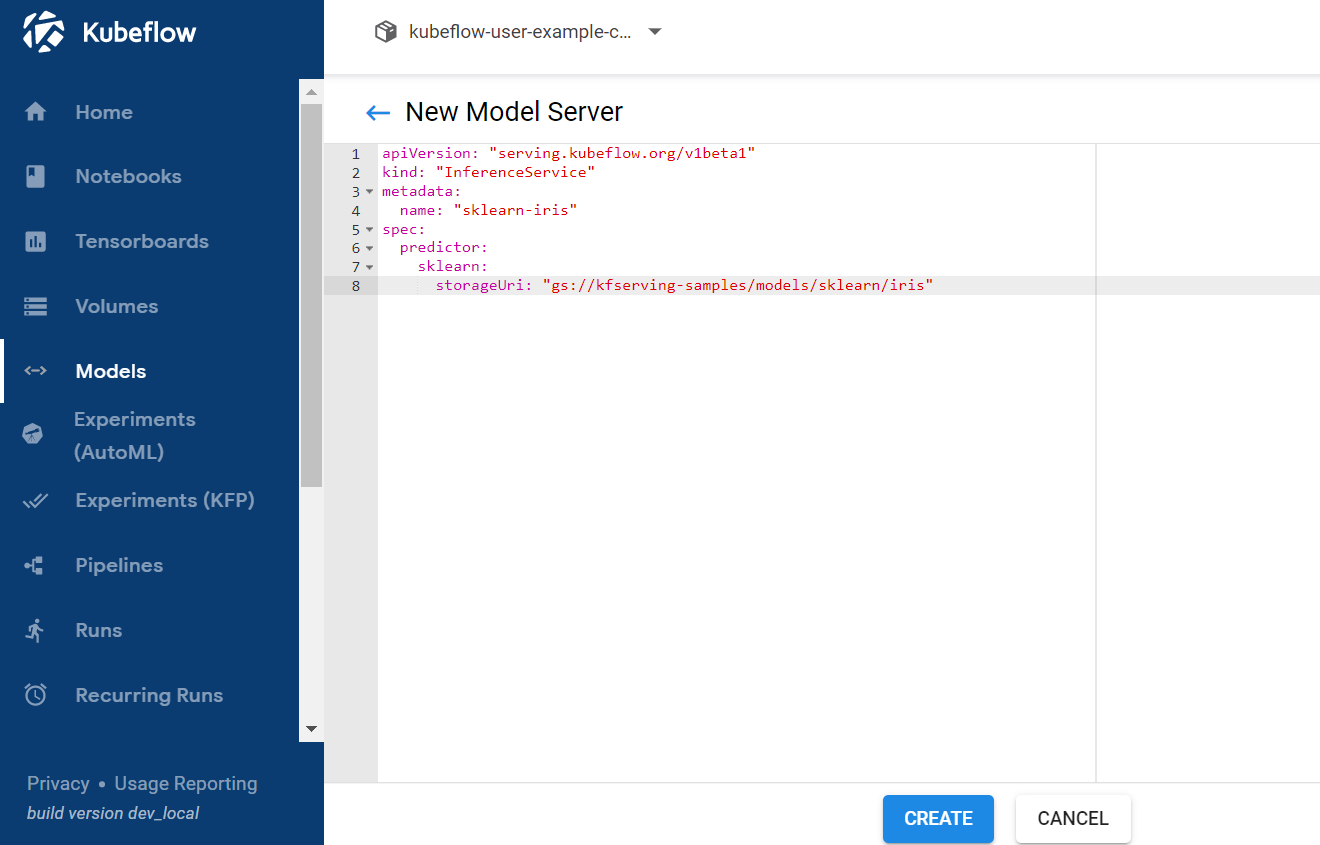 Kubeflow
Home
Notebooks
Tensorboards
Volumes
Models
Experiments
(AutoML)
Experiments (KFP)
Pipelines
Runs
Recurring Runs
Privacy • Usage Reporting
build version dev_local
kubeflow-user-example-c...
New Model Server
1 apiVersion: "serving.kubeflow.org/v1beta1"
2 kind: "InferenceService"
3 metadata:
4   name: "sklearn-iris"
5 spec:
6   predictor:
7     sklearn:
8       storageUri: "gs://kfserving-samples/models/sklearn/iris"
CREATE
CANCEL